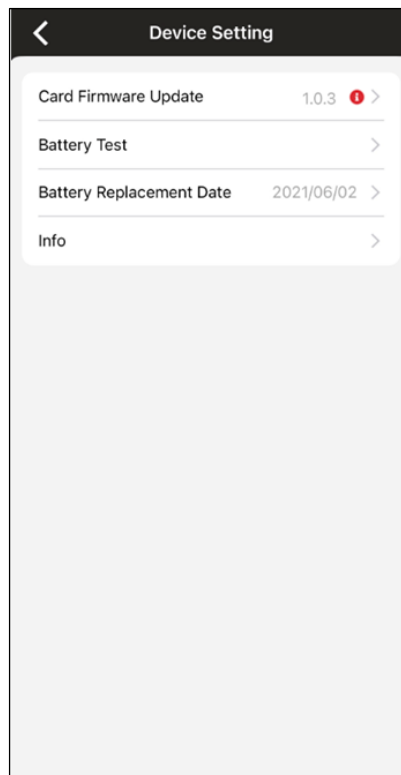 Device Setting
Card Firmware Update 1.0.3
Battery Test
Battery Replacement Date 2021/06/02
Info